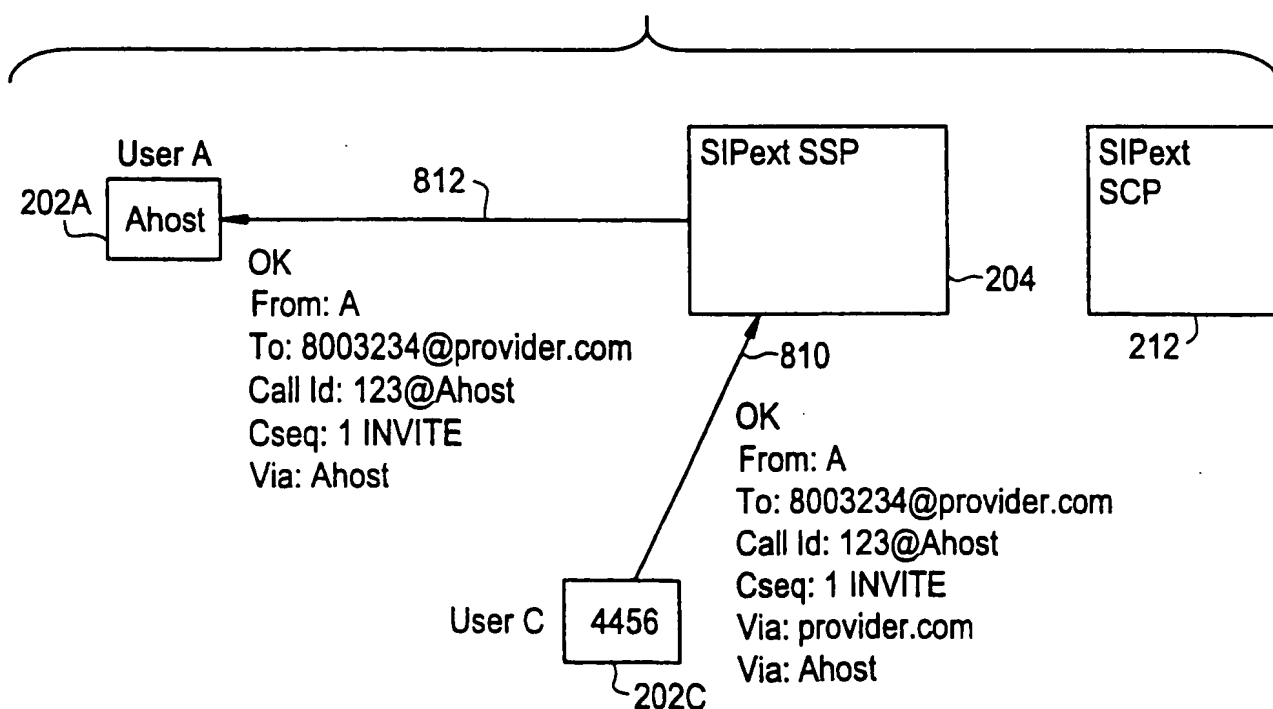 User A
202A
Ahost
812
SIPext SSP
204
SIPext
SCP
212
OK
From: A
To: 8003234@provider.com
Call Id: 123@Ahost
Cseq: 1 INVITE
Via: Ahost
810
OK
From: A
To: 8003234@provider.com
Call Id: 123@Ahost
Cseq: 1 INVITE
Via: provider.com
Via: Ahost
User C
4456
202C